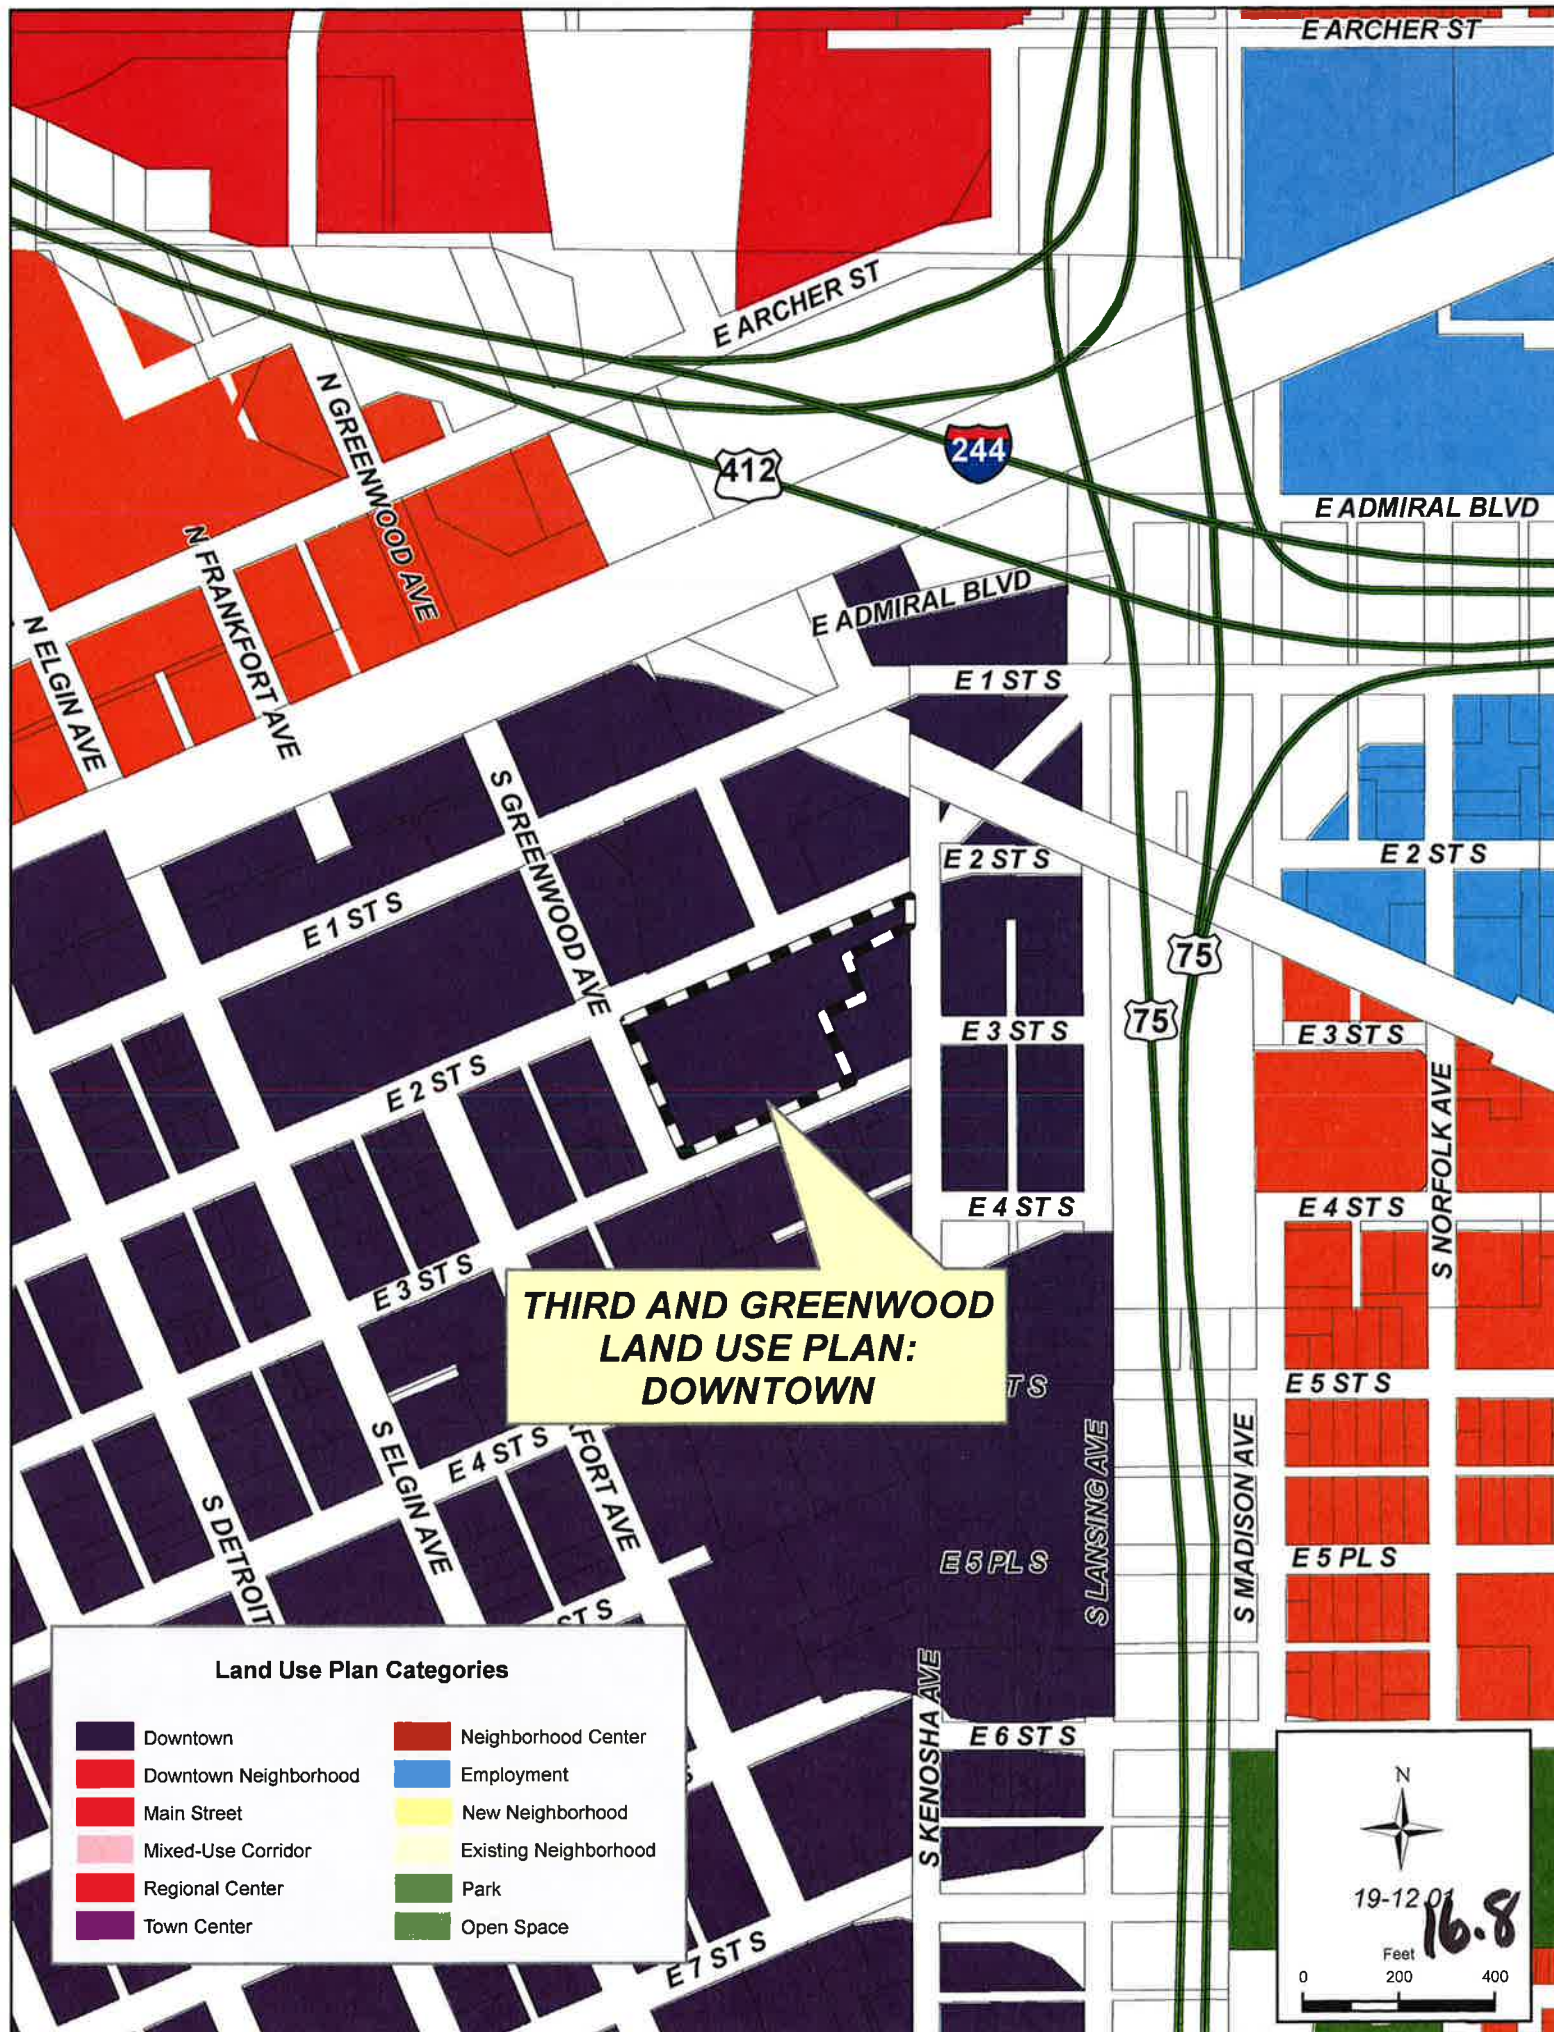 E ARCHER ST
E ARCHER ST
N GREENWOOD AVE
412
244
E ADMIRAL BLVD
N FRANKFORT AVE
E ADMIRAL BLVD
N ELGIN AVE
E 1 ST S
S GREENWOOD AVE
E 2 ST S
E 2 ST S
E 1 ST S
75
75
E 3 ST S
E 3 ST S
E 2 ST S
S NORFOLK AVE
E 4 ST S
E 4 ST S
E 3 ST S
THIRD AND GREENWOOD
LAND USE PLAN:
DOWNTOWN
T S
E 5 ST S
S ELGIN AVE
E 4 ST S
FORT AVE
S LANSING AVE
S MADISON AVE
S DETROIT
E 5 PL S
E 5 PL S
ST S
S KENOSHA AVE
E 6 ST S
S
E 7 ST S
Land Use Plan Categories
Downtown
Downtown Neighborhood
Main Street
Mixed-Use Corridor
Regional Center
Town Center
Neighborhood Center
Employment
New Neighborhood
Existing Neighborhood
Park
Open Space
N
19-12.01
16.8
Feet
0 200 400